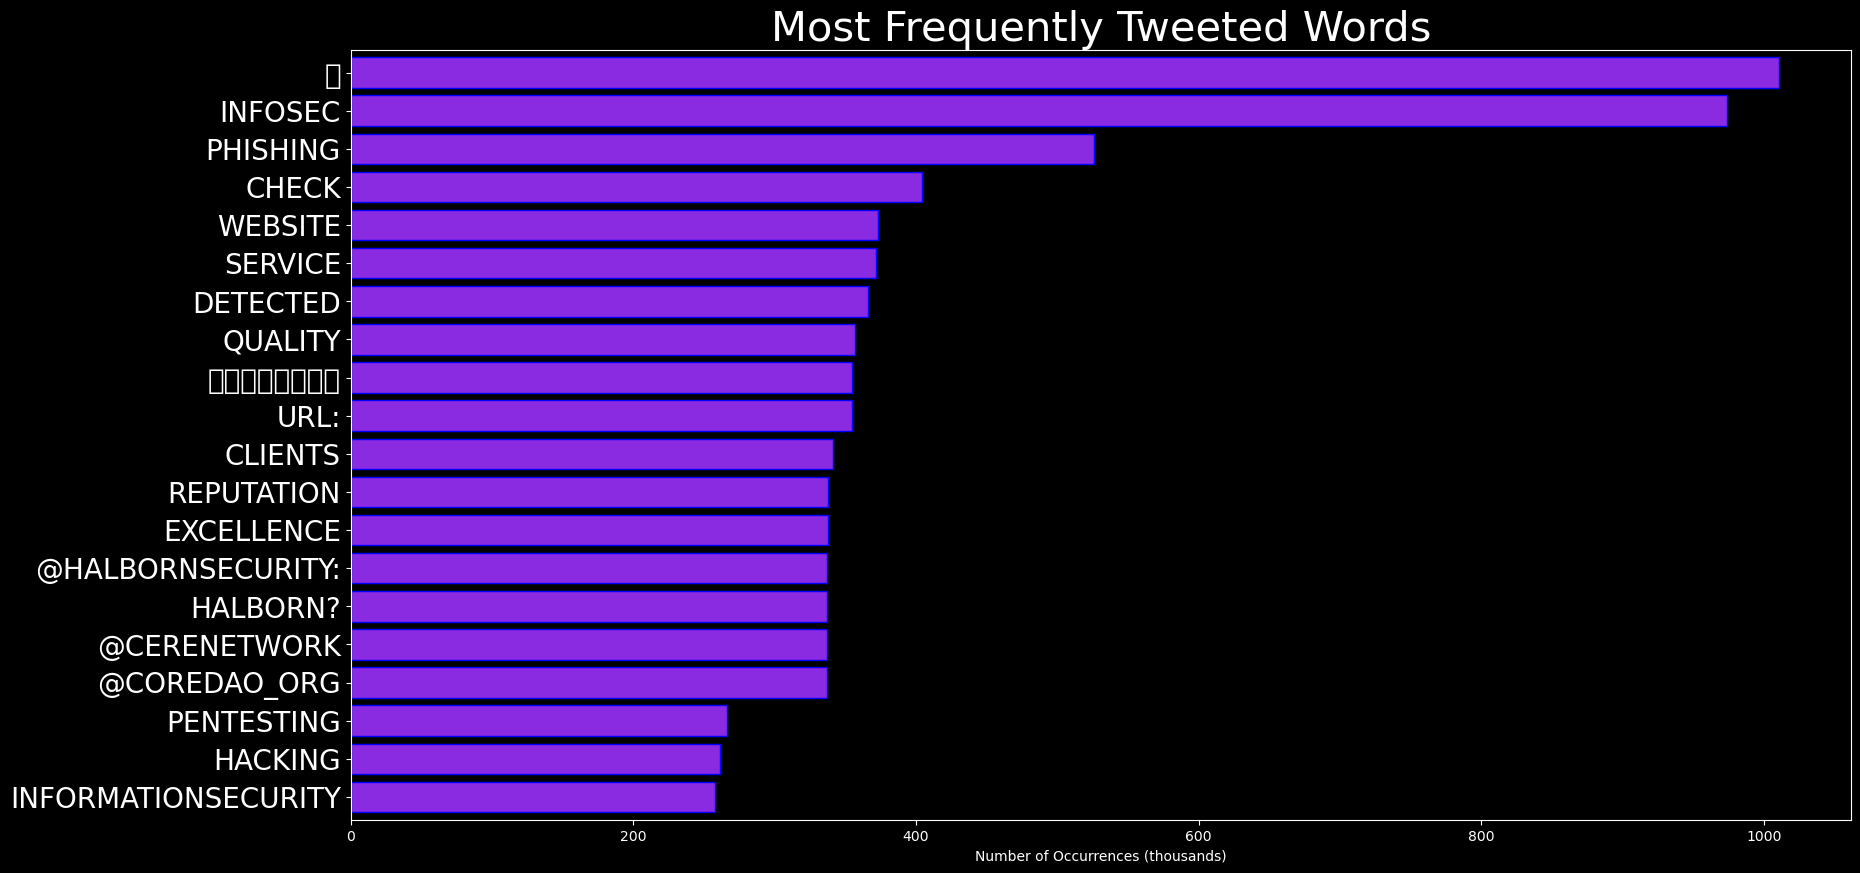 Most Frequently Tweeted Words
INFOSEC
PHISHING
CHECK
WEBSITE
SERVICE
DETECTED
QUALITY
URL:
CLIENTS
REPUTATION
EXCELLENCE
@HALBORNSECURITY:
HALBORN?
@CERENETWORK
@COREDAO_ORG
PENTESTING
HACKING
INFORMATIONSECURITY
0 200 400 600 800 1000
Number of Occurrences (thousands)